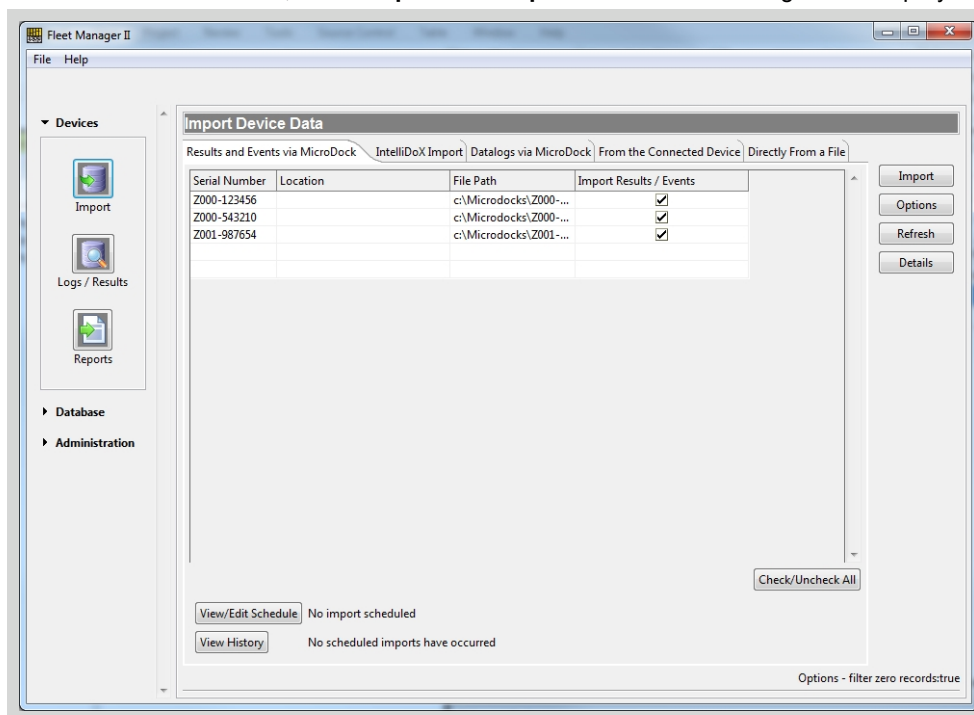 Fleet Manager II
File Help
Devices
Import
Logs / Results
Reports
Database
Administration
Import Device Data
Results and Events via MicroDock IntelliDoX Import Datalogs via MicroDock From the Connected Device Directly From a File
Serial Number Location File Path Import Results / Events
Z000-123456 c:\Microdocks\Z000-...
Z000-543210 c:\Microdocks\Z000-...
Z001-987654 c:\Microdocks\Z001-...
Import
Options
Refresh
Details
Check/Uncheck All
View/Edit Schedule No import scheduled
View History No scheduled imports have occurred
Options - filter zero records:true